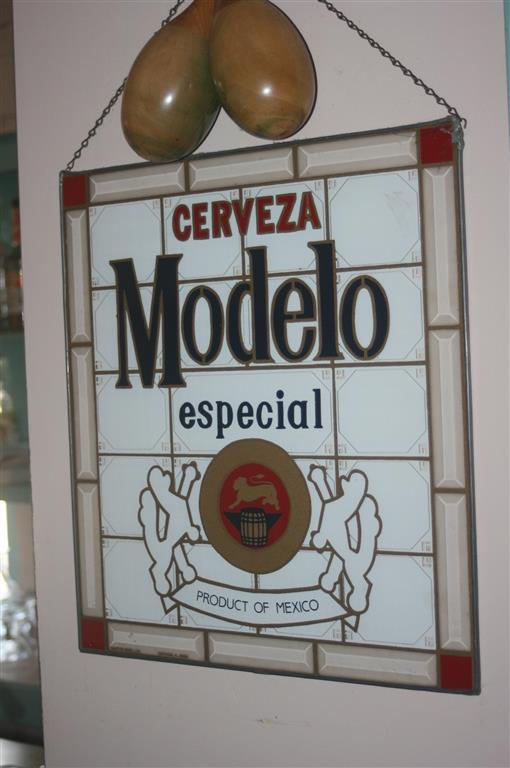 CERVEZA
Modelo
especial
PRODUCT OF MEXICO